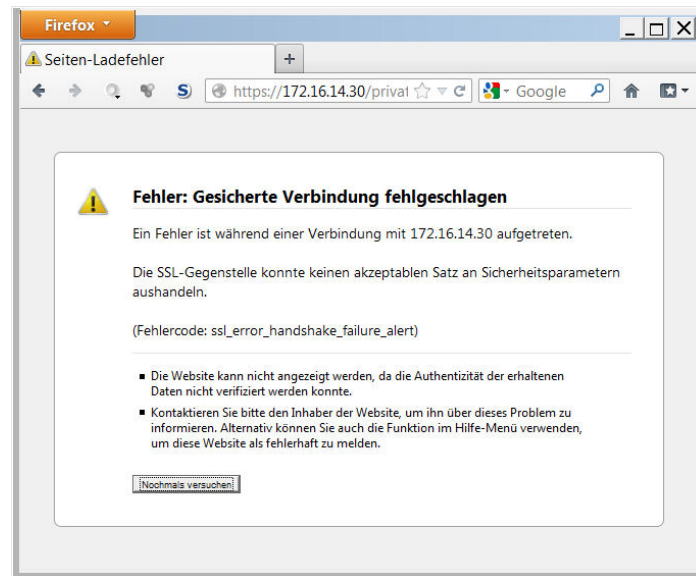 Firefox
Seiten-Ladefehler
https://172.16.14.30/privat
Google
Fehler: Gesicherte Verbindung fehlgeschlagen
Ein Fehler ist während einer Verbindung mit 172.16.14.30 aufgetreten.
Die SSL-Gegenstelle konnte keinen akzeptablen Satz an Sicherheitsparametern
aushandeln.
(Fehlercode: ssl_error_handshake_failure_alert)
Die Website kann nicht angezeigt werden, da die Authentizität der erhaltenen
Daten nicht verifiziert werden konnte.
Kontaktieren Sie bitte den Inhaber der Website, um ihn über dieses Problem zu
informieren. Alternativ können Sie auch die Funktion im Hilfe-Menü verwenden,
um diese Website als fehlerhaft zu melden.
Nochmals versuchen